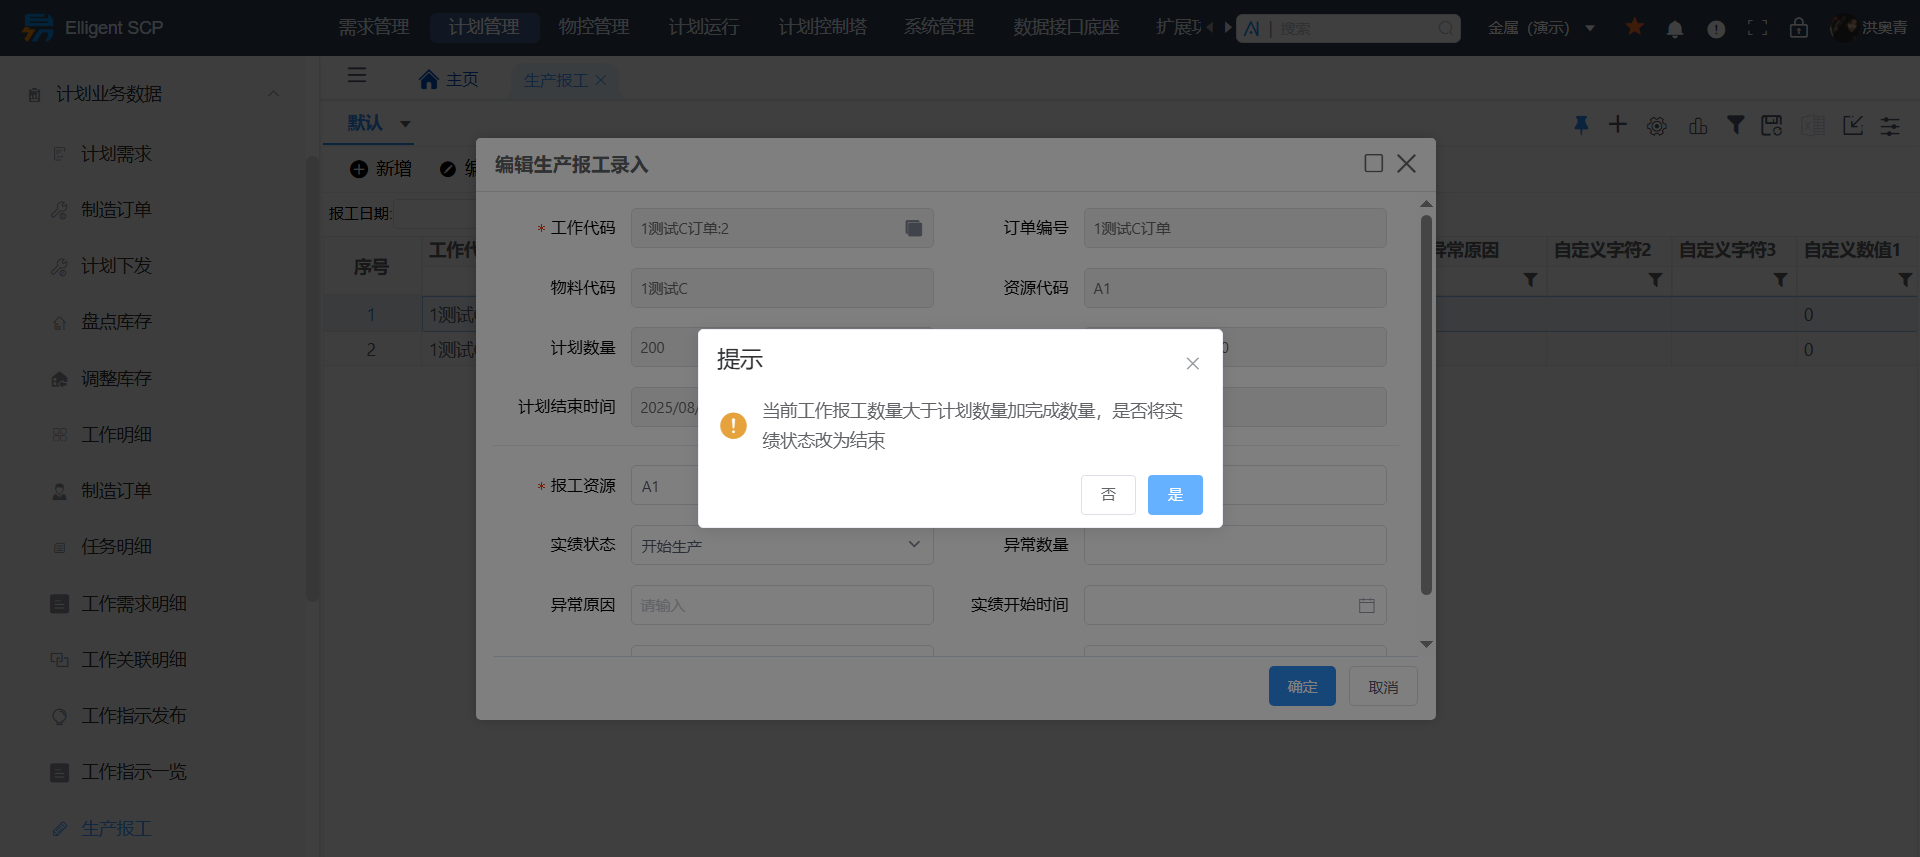 Elligent SCP
需求管理
计划管理
物控管理
计划运行
计划控制塔
系统管理
数据接口底座
扩展
搜索
金属 (演示)
洪奥青
计划业务数据
主页
生产报工
计划需求
制造订单
计划下发
盘点库存
调整库存
工作明细
制造订单
任务明细
工作需求明细
工作关联明细
工作指示发布
工作指示一览
生产报工
默认
新增
报工日期:
序号
工作代
异常原因
自定义字符2
自定义字符3
自定义数值1
1
1测试
0
2
1测试
0
编辑生产报工录入
* 工作代码
1测试C订单:2
订单编号
1测试C订单
物料代码
1测试C
资源代码
A1
计划数量
200
0
计划结束时间
2025/08/
* 报工资源
A1
实绩状态
开始生产
异常数量
异常原因
请输入
实绩开始时间
确定
取消
提示
当前工作报工数量大于计划数量加完成数量，是否将实
绩状态改为结束
否
是